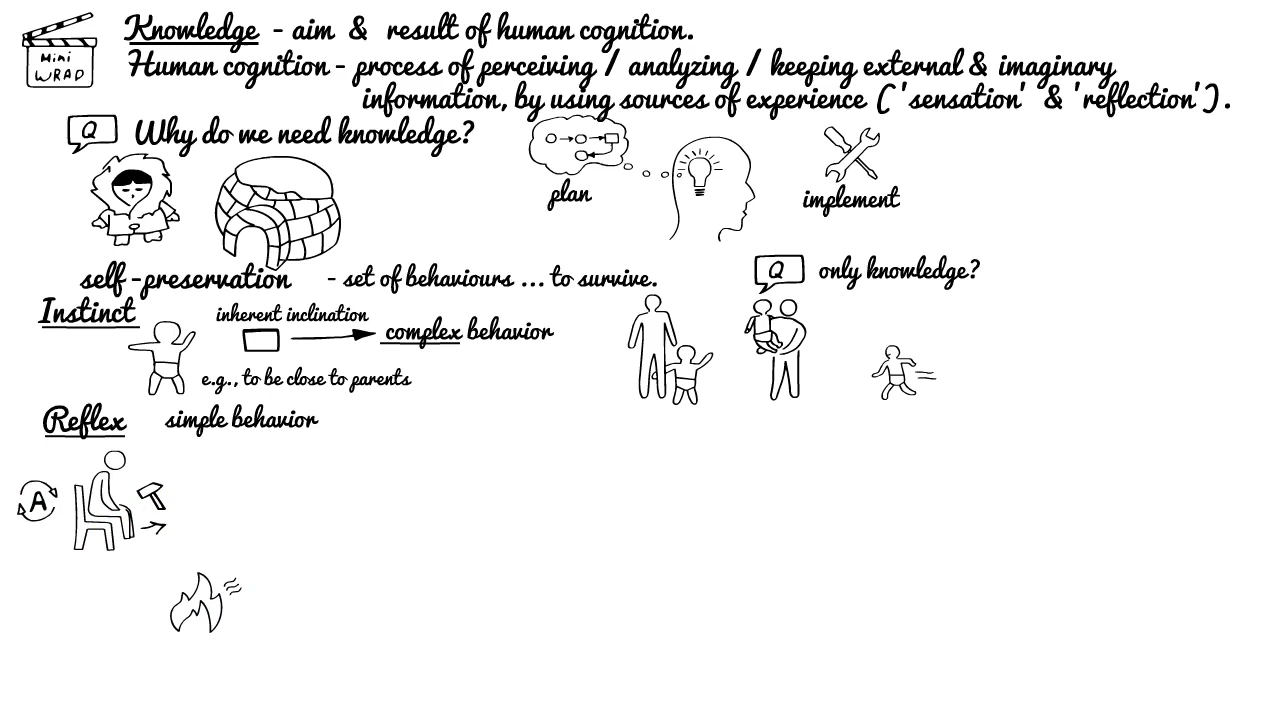 Mini
WRAP
Knowledge - aim & result of human cognition.
Human cognition - process of perceiving / analyzing / keeping external & imaginary
information, by using sources of experience ('sensation' & 'reflection').
Q Why do we need knowledge?
plan
implement
self-preservation - set of behaviours ... to survive.
Q only knowledge?
Instinct
inherent inclination
complex behavior
e.g., to be close to parents
Reflex simple behavior
A